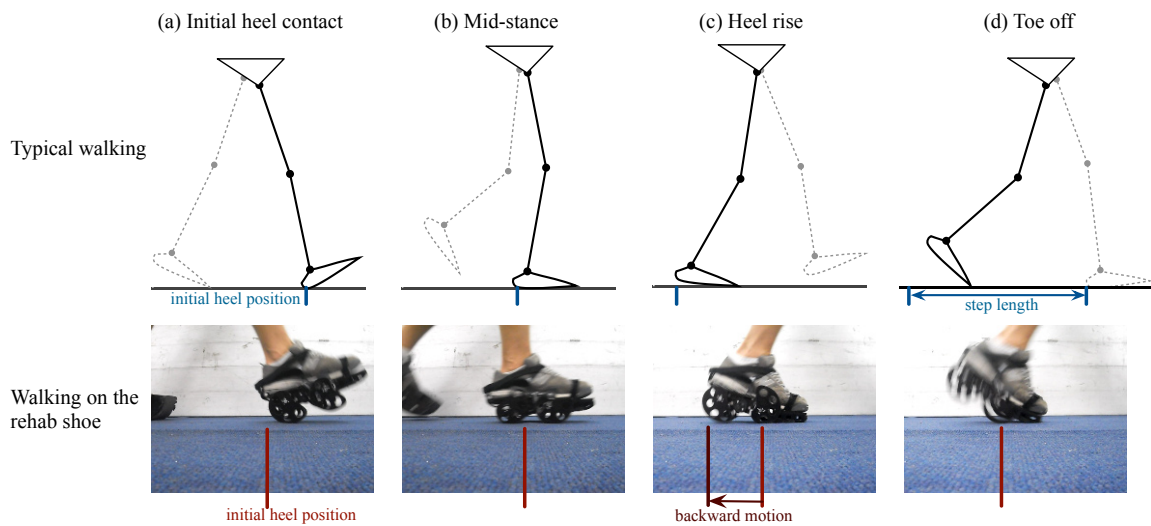 (a) Initial heel contact
(b) Mid-stance
(c) Heel rise
(d) Toe off
Typical walking
initial heel position
step length
Walking on the
rehab shoe
initial heel position
backward motion